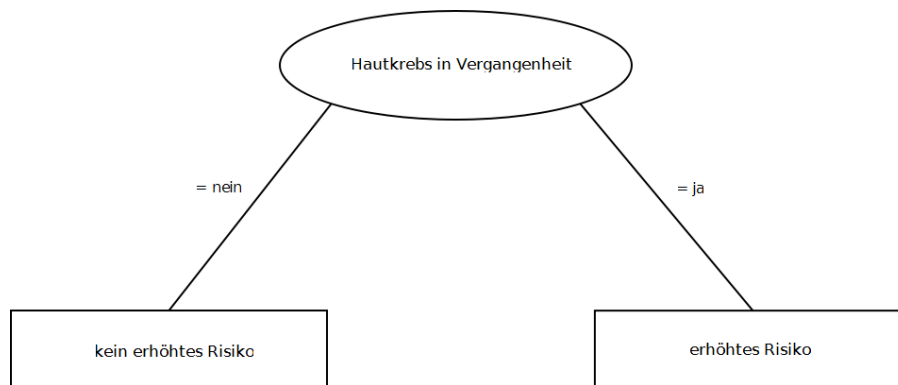 Hautkrebs in Vergangenheit
= nein
= ja
kein erhöhtes Risiko
erhöhtes Risiko